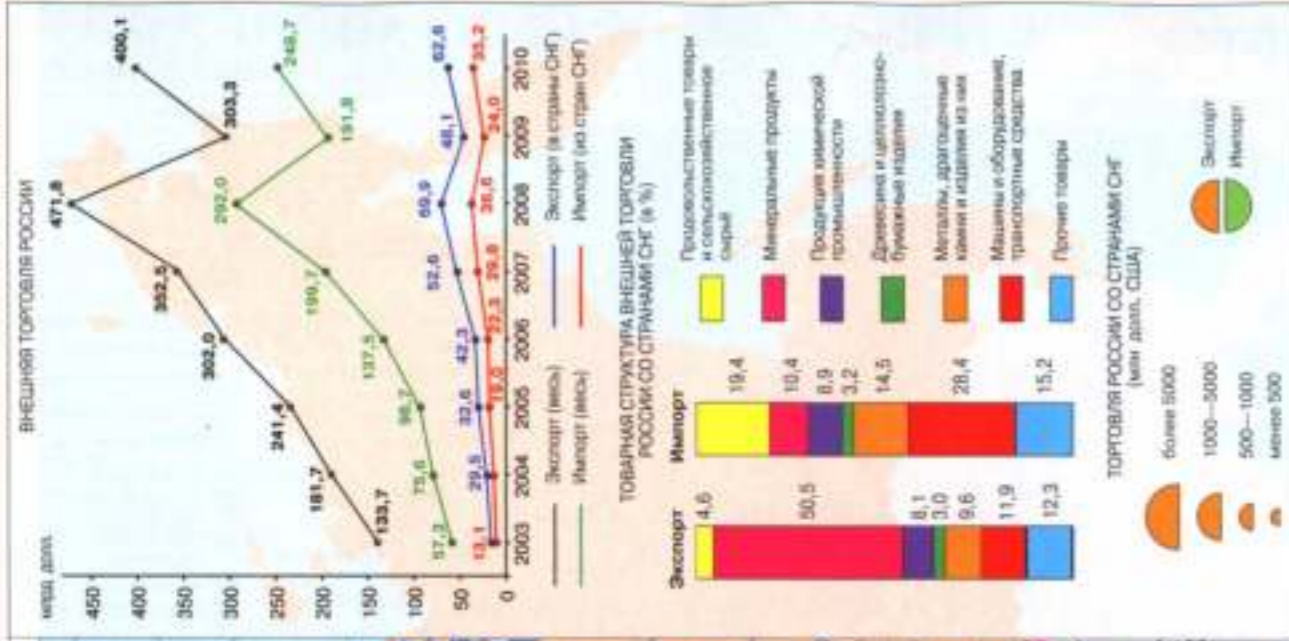 ВНЕШНЯЯ ТОРГОВЛЯ РОССИИ
млрд. долл.
450
400
350
300
250
200
150
100
50
0
133,7
181,7
241,4
302,0
352,5
471,8
303,3
400,1
57,3
75,6
98,7
137,5
199,7
292,0
191,8
248,7
13,1
29,5
32,6
42,3
52,6
69,9
48,1
62,6
19,0
22,3
29,8
36,6
24,0
35,2
2003 2004 2005 2006 2007 2008 2009 2010
Экспорт (весь)
Импорт (весь)
Экспорт (в страны СНГ)
Импорт (из стран СНГ)
ТОВАРНАЯ СТРУКТУРА ВНЕШНЕЙ ТОРГОВЛИ
РОССИИ СО СТРАНАМИ СНГ (в %)
Экспорт
4,6
50,5
8,1
3,0
9,6
11,9
12,3
Импорт
19,4
10,4
8,9
3,2
14,5
28,4
15,2
Продовольственные товары
и сельскохозяйственное
сырьё
Минеральные продукты
Продукция химической
промышленности
Древесина и целлюлозно-
бумажные изделия
Металлы, драгоценные
камни и изделия из них
Машины и оборудование,
транспортные средства
Прочие товары
ТОРГОВЛЯ РОССИИ СО СТРАНАМИ СНГ
(млн долл. США)
более 5000
1000—5000
500—1000
менее 500
Экспорт
Импорт